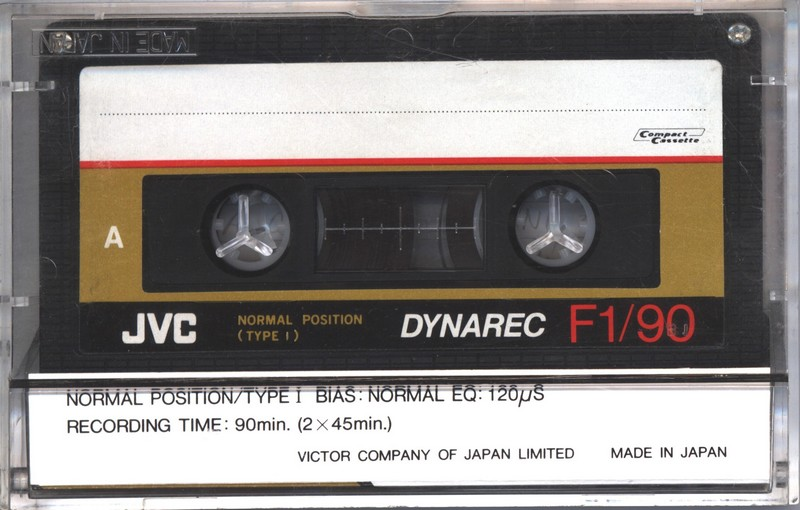 MADE IN JAPAN
Compact
Cassette
A
JVC NORMAL POSITION DYNAREC F1/90
(TYPE I)
NORMAL POSITION/TYPE I BIAS: NORMAL EQ: 120μS
RECORDING TIME: 90min. (2×45min.)
VICTOR COMPANY OF JAPAN LIMITED MADE IN JAPAN